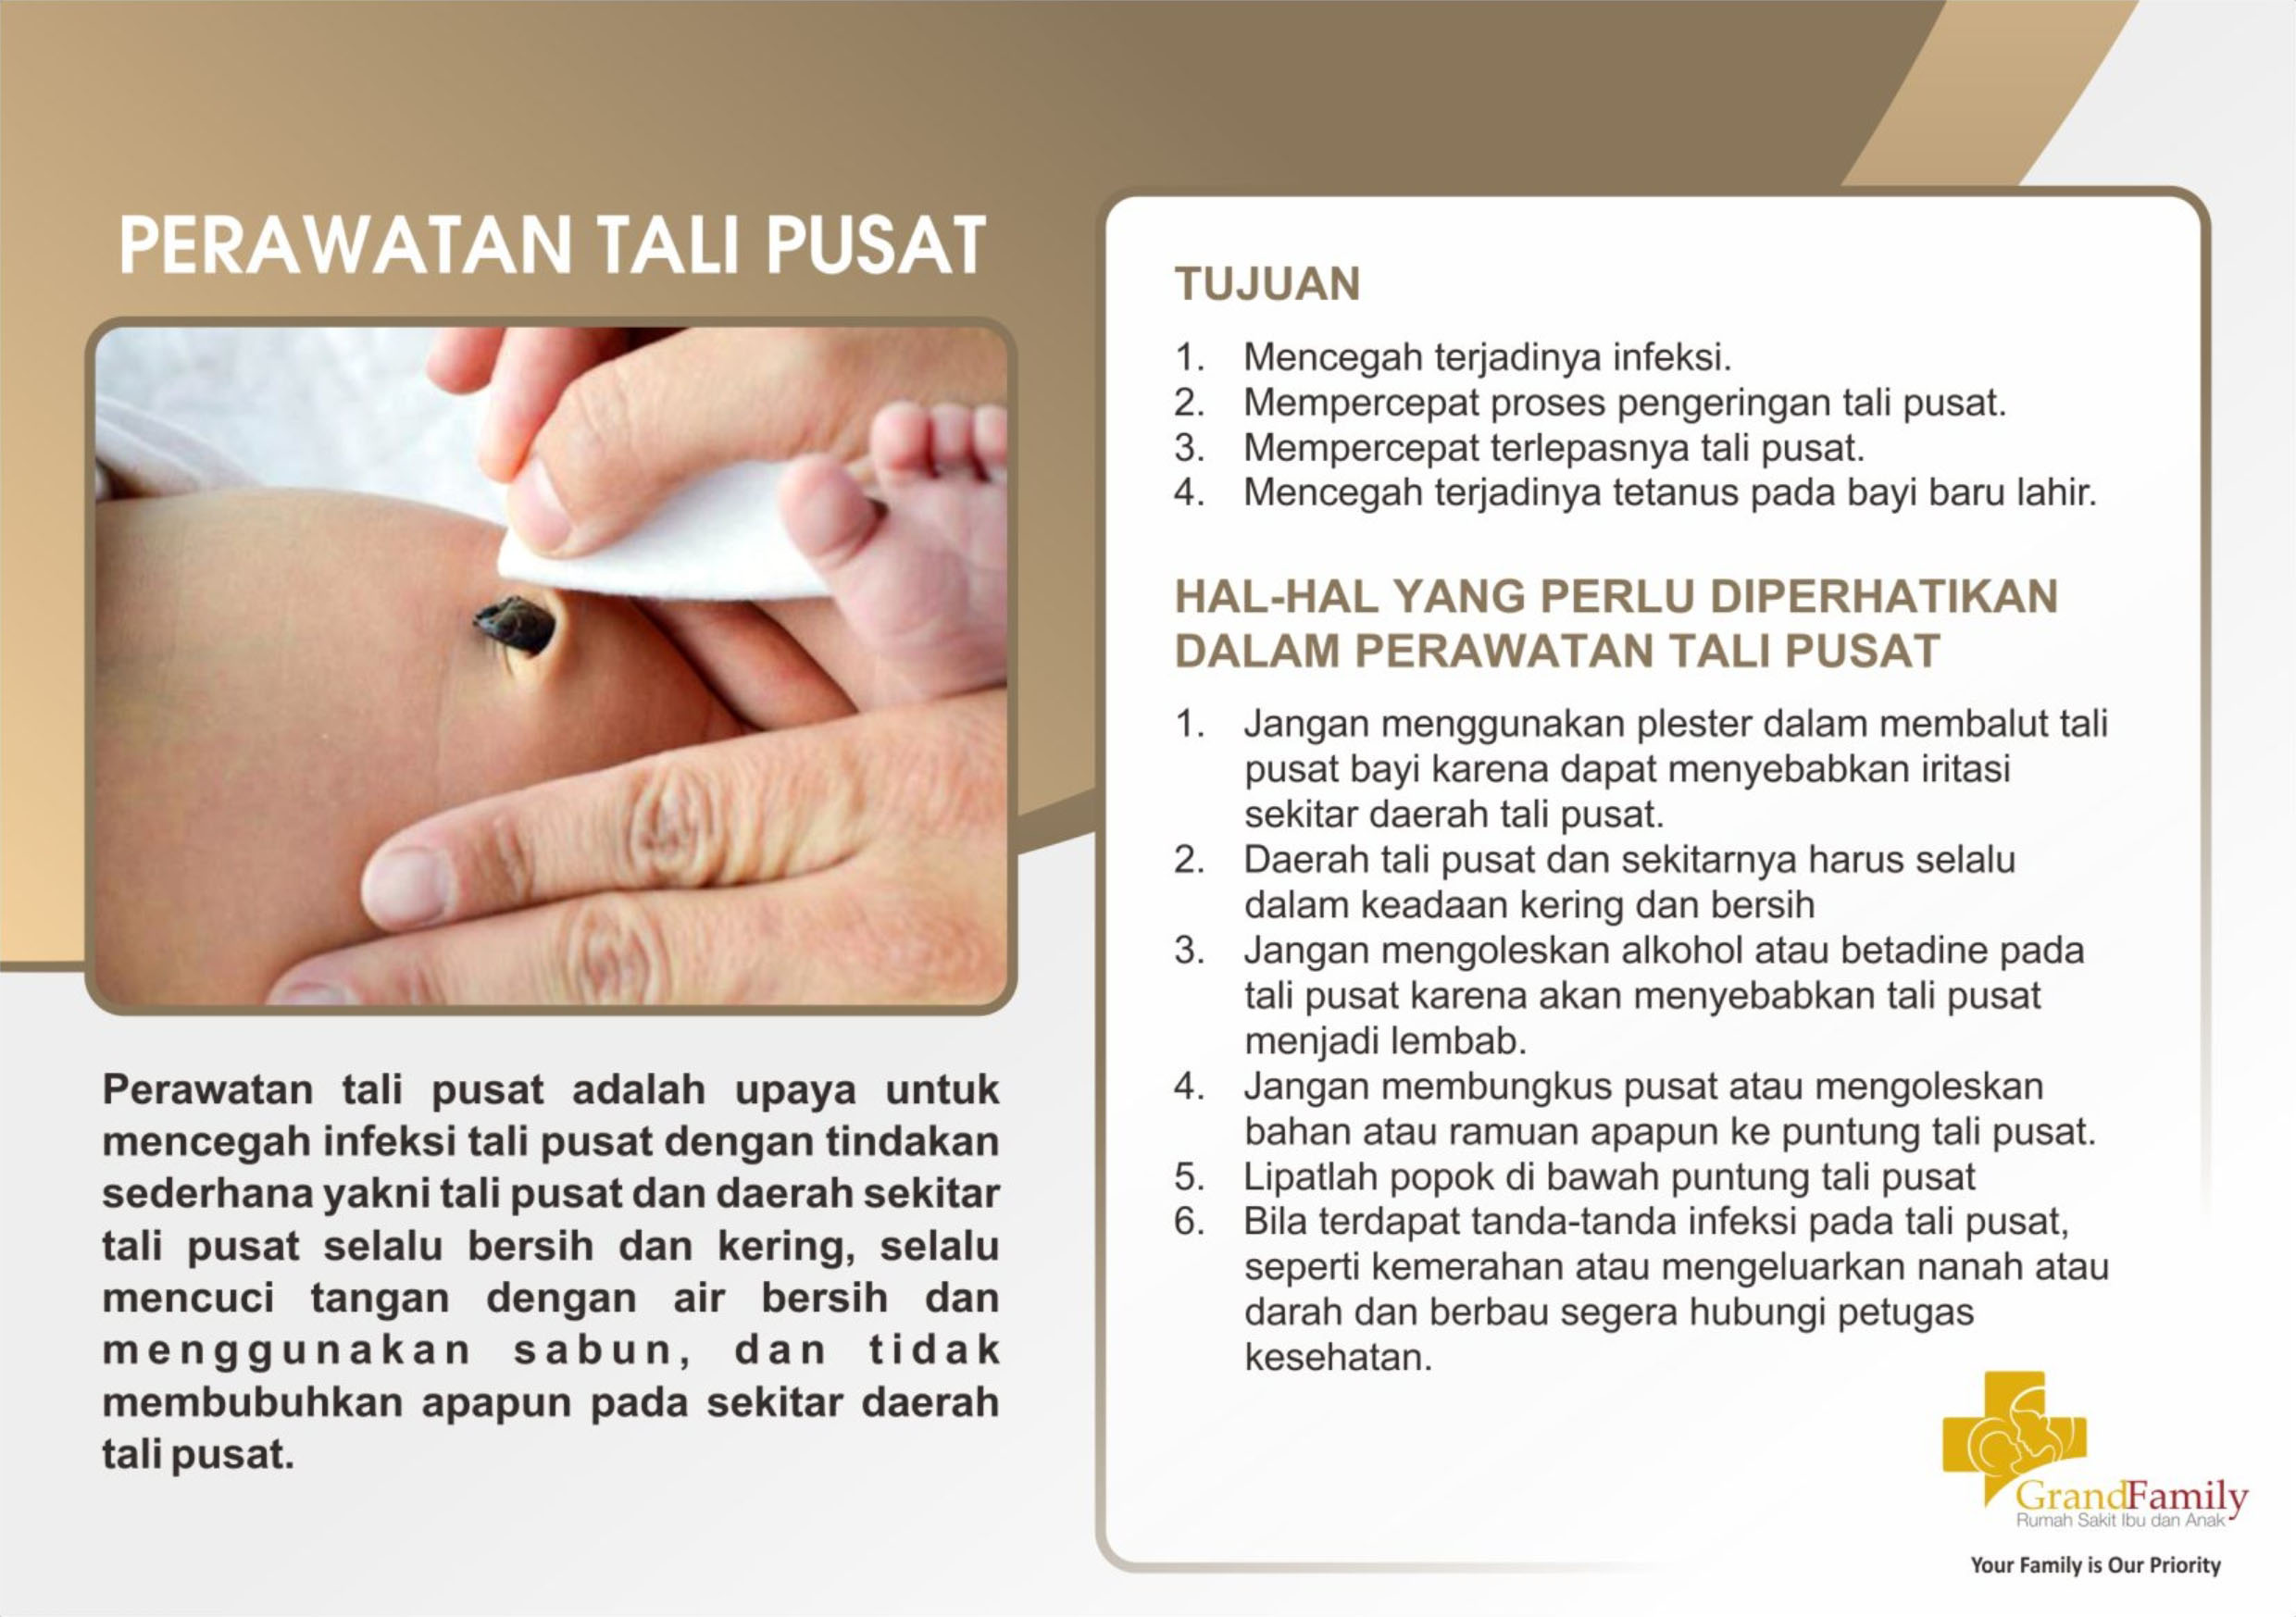 PERAWATAN TALI PUSAT
Perawatan tali pusat adalah upaya untuk
mencegah infeksi tali pusat dengan tindakan
sederhana yakni tali pusat dan daerah sekitar
tali pusat selalu bersih dan kering, selalu
mencuci tangan dengan air bersih dan
menggunakan sabun, dan tidak
membubuhkan apapun pada sekitar daerah
tali pusat.
TUJUAN
1. Mencegah terjadinya infeksi.
2. Mempercepat proses pengeringan tali pusat.
3. Mempercepat terlepasnya tali pusat.
4. Mencegah terjadinya tetanus pada bayi baru lahir.
HAL-HAL YANG PERLU DIPERHATIKAN
DALAM PERAWATAN TALI PUSAT
1. Jangan menggunakan plester dalam membalut tali
pusat bayi karena dapat menyebabkan iritasi
sekitar daerah tali pusat.
2. Daerah tali pusat dan sekitarnya harus selalu
dalam keadaan kering dan bersih
3. Jangan mengoleskan alkohol atau betadine pada
tali pusat karena akan menyebabkan tali pusat
menjadi lembab.
4. Jangan membungkus pusat atau mengoleskan
bahan atau ramuan apapun ke puntung tali pusat.
5. Lipatlah popok di bawah puntung tali pusat
6. Bila terdapat tanda-tanda infeksi pada tali pusat,
seperti kemerahan atau mengeluarkan nanah atau
darah dan berbau segera hubungi petugas
kesehatan.
GrandFamily
Rumah Sakit Ibu dan Anak
Your Family is Our Priority